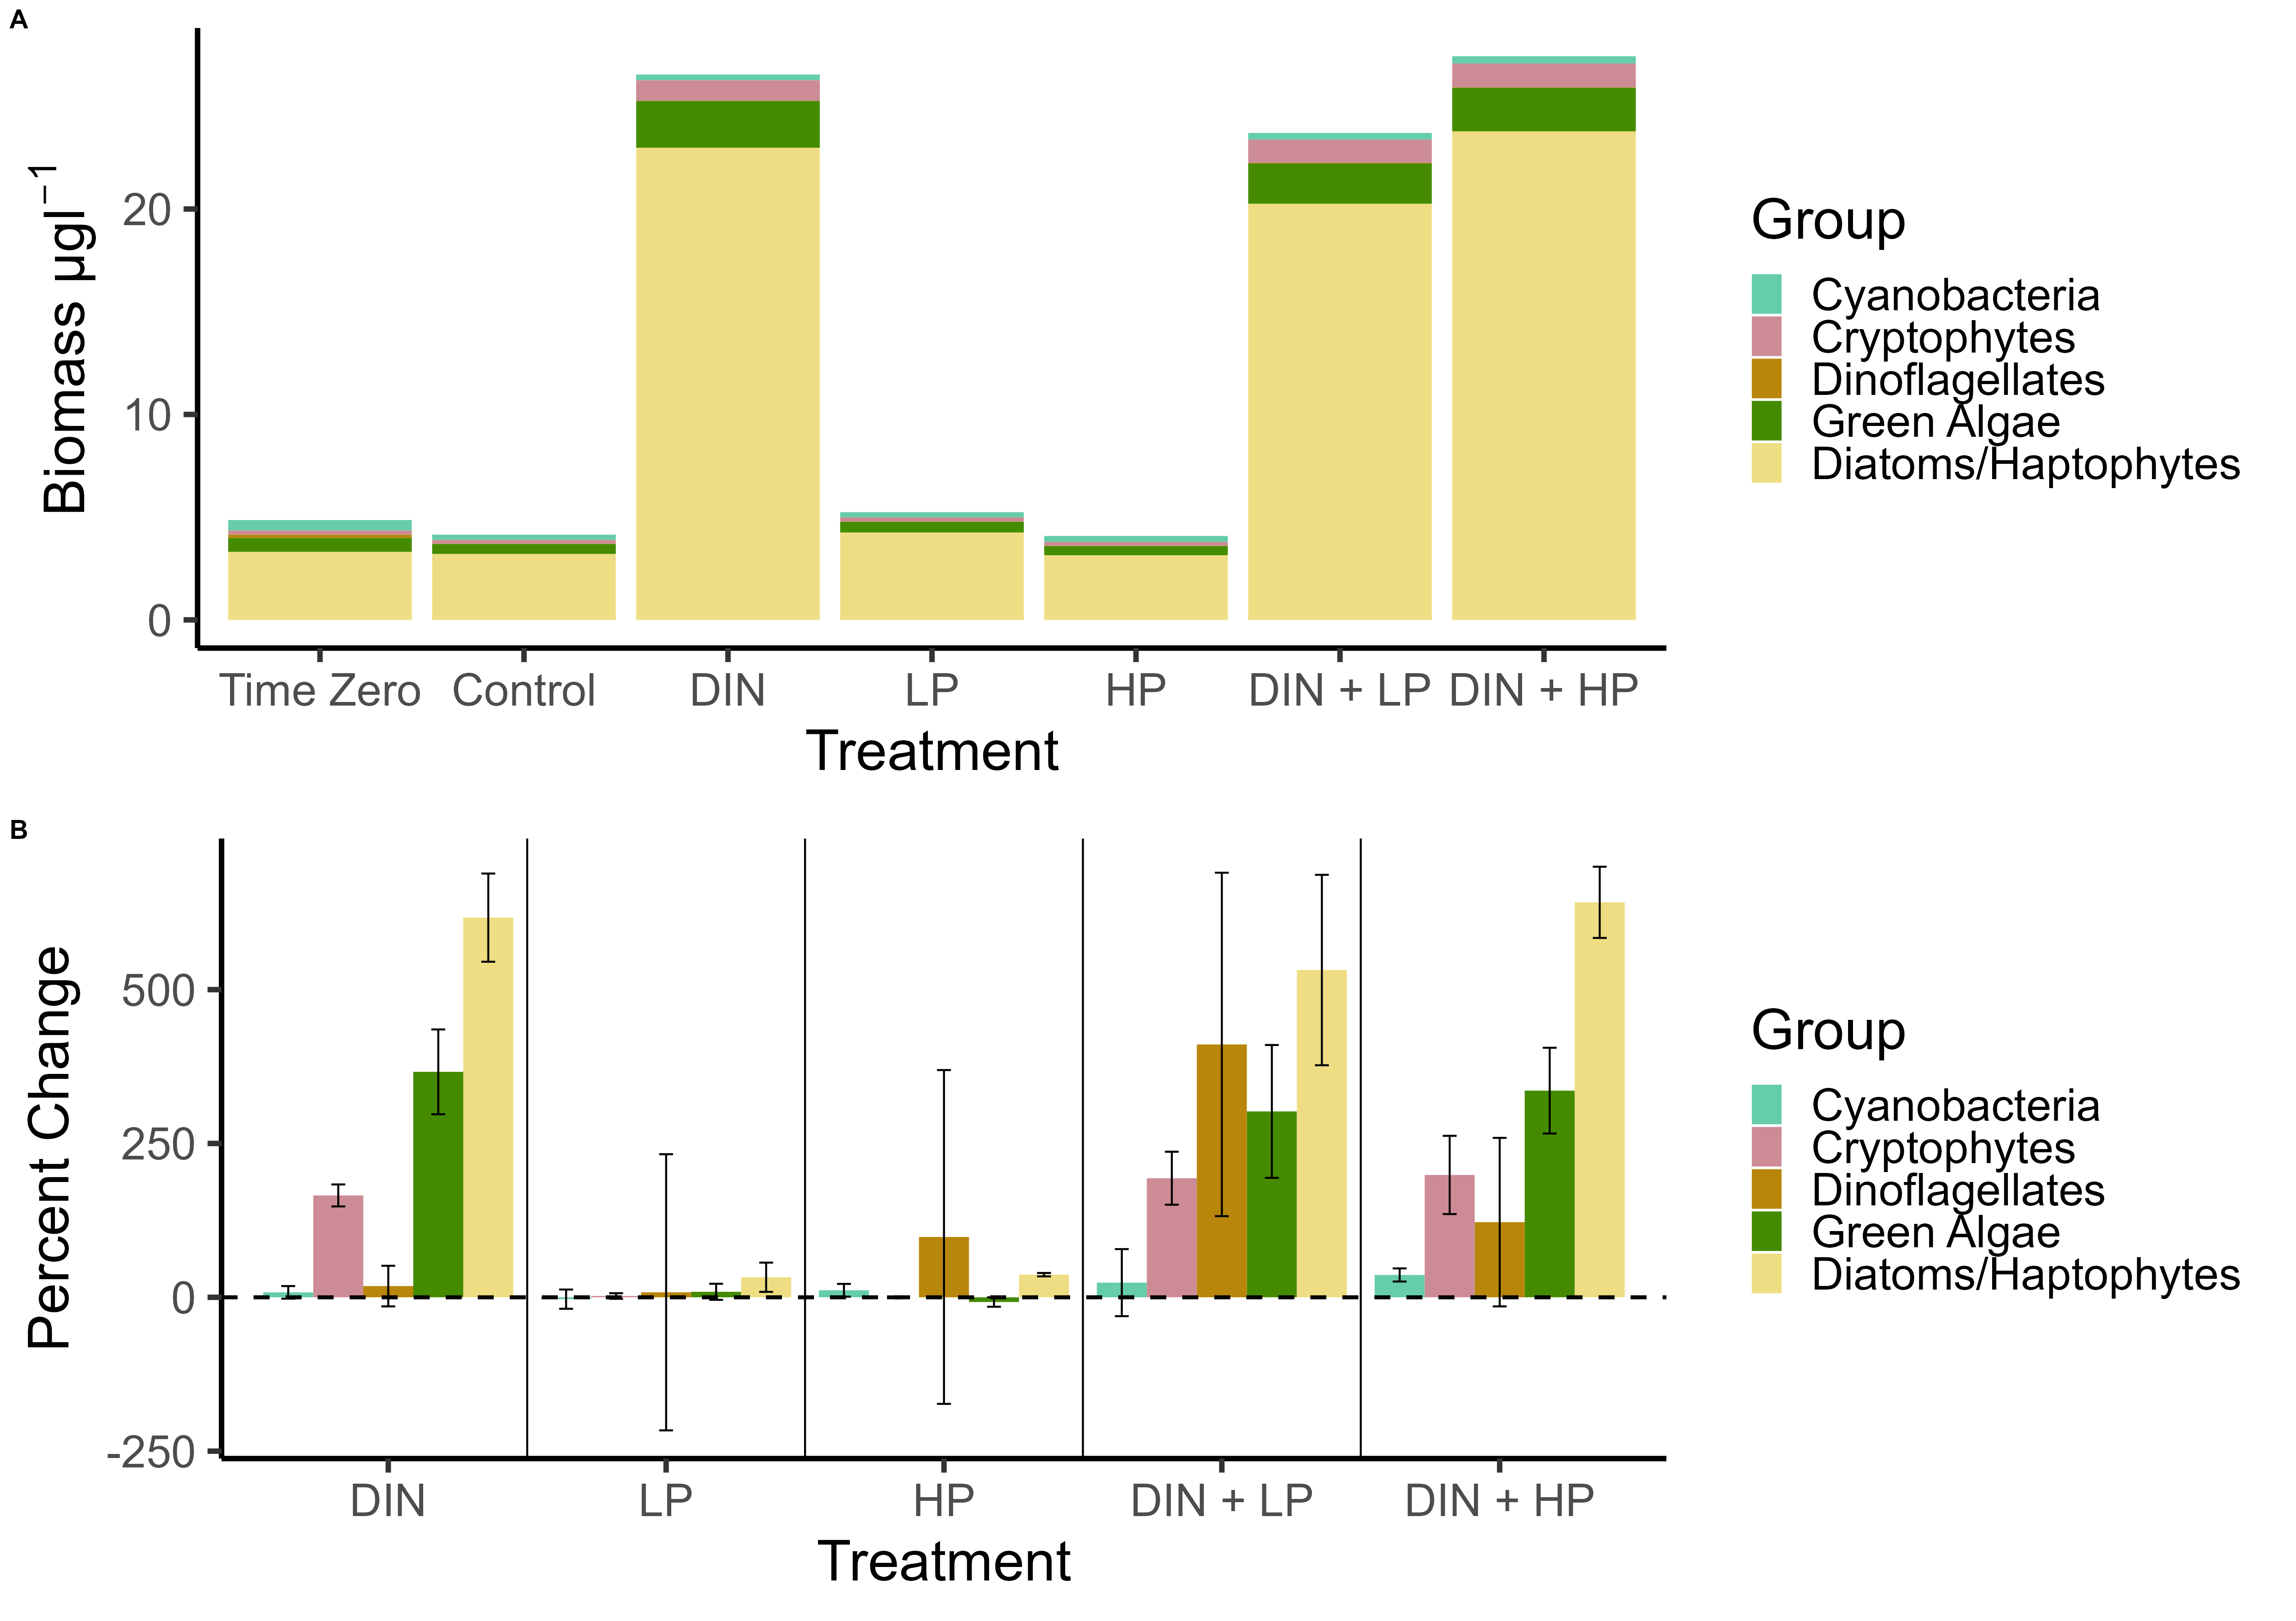 A
Biomass µgl⁻¹
20
10
0
Time Zero Control DIN LP HP DIN + LP DIN + HP
Treatment
Group
Cyanobacteria
Cryptophytes
Dinoflagellates
Green Algae
Diatoms/Haptophytes
B
Percent Change
500
250
0
-250
DIN LP HP DIN + LP DIN + HP
Treatment
Group
Cyanobacteria
Cryptophytes
Dinoflagellates
Green Algae
Diatoms/Haptophytes